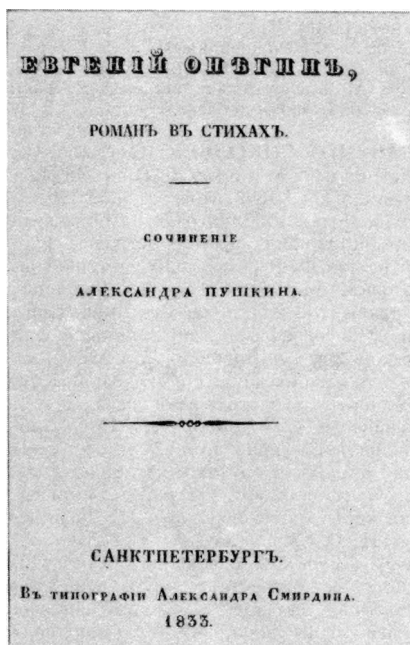 ЕВГЕНІЙ ОНѢГИНЪ,
РОМАНЪ ВЪ СТИХАХЪ.
СОЧИНЕНІЕ
АЛЕКСАНДРА ПУШКИНА.
САНКТПЕТЕРБУРГЪ.
Въ типографіи Александра Смирдина.
1833.